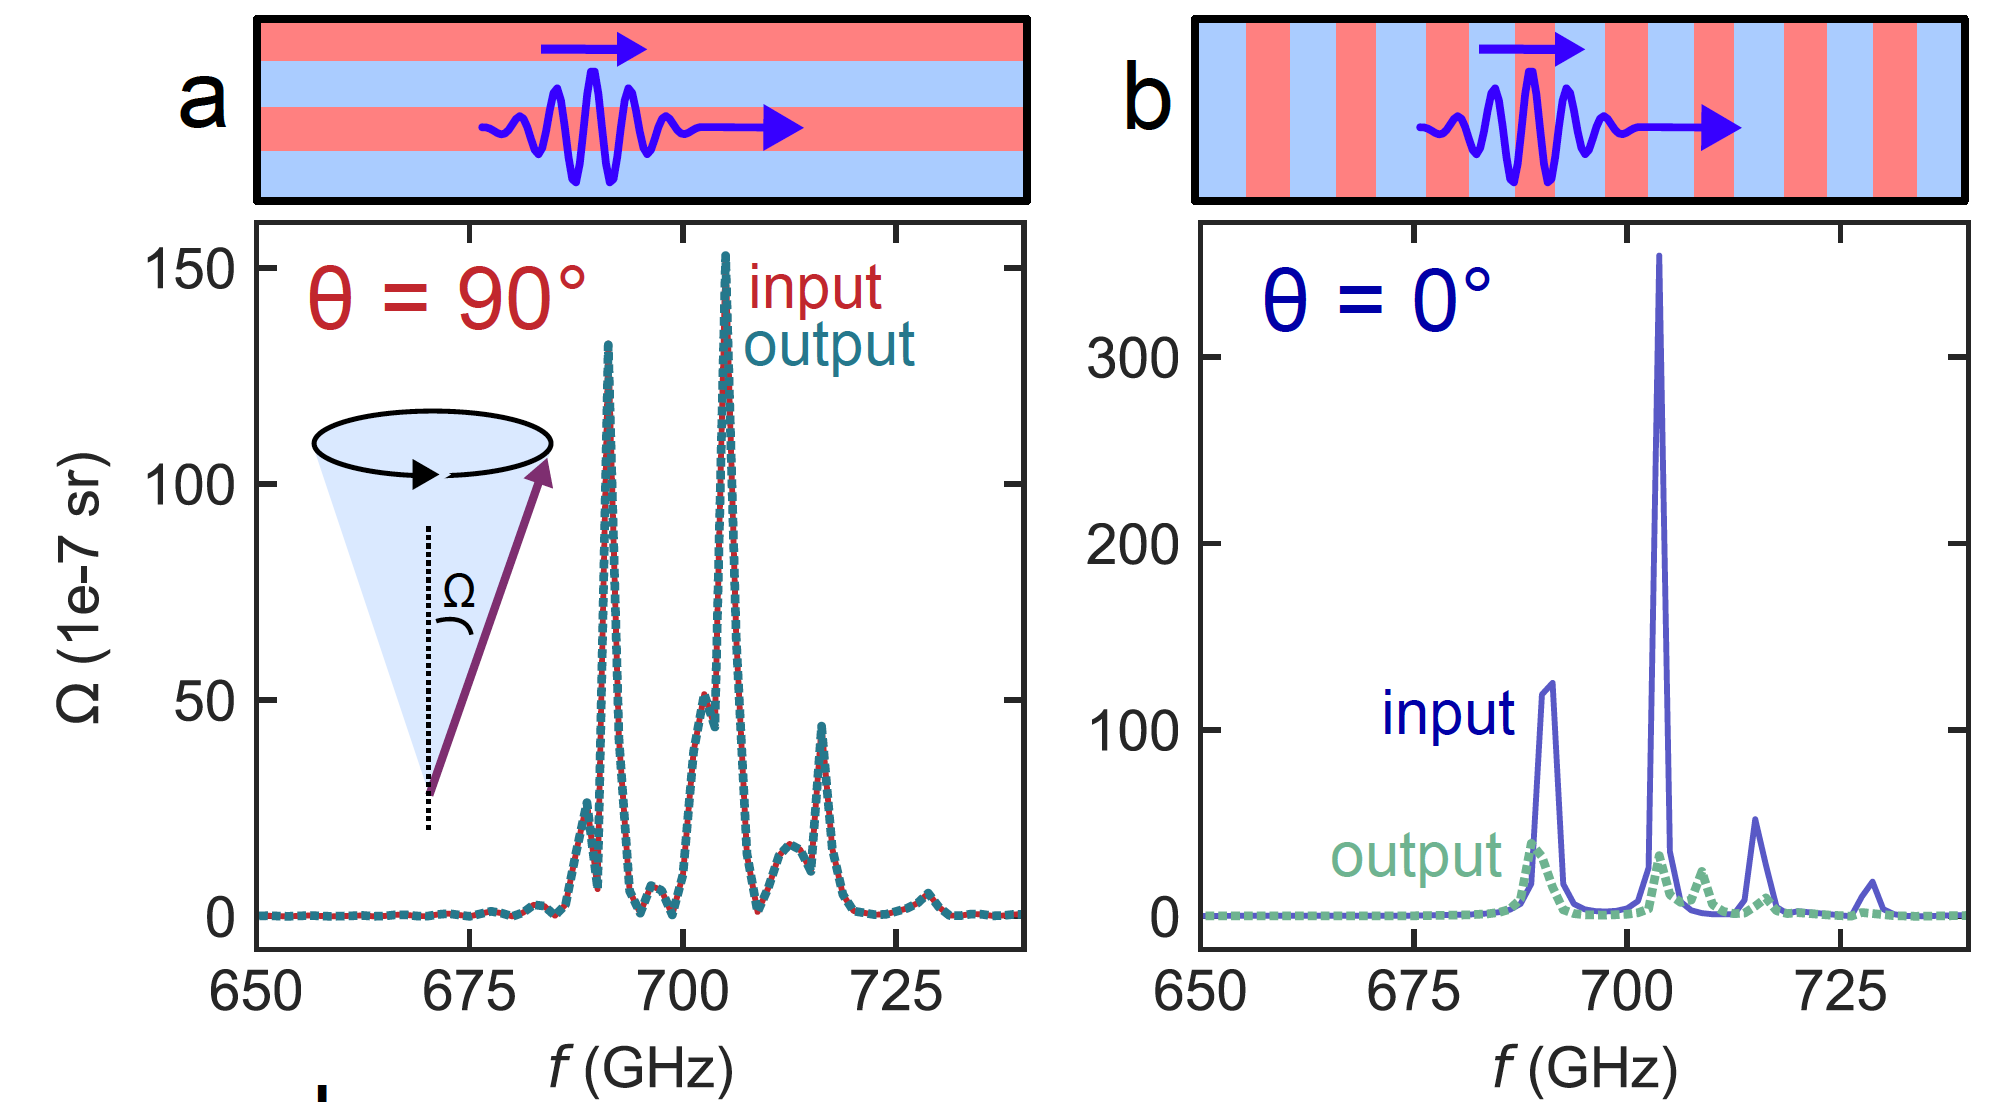 a
θ = 90°
input
output
Ω
150
100
50
0
Ω (1e-7 sr)
650 675 700 725
f (GHz)
b
θ = 0°
input
output
300
200
100
0
650 675 700 725
f (GHz)